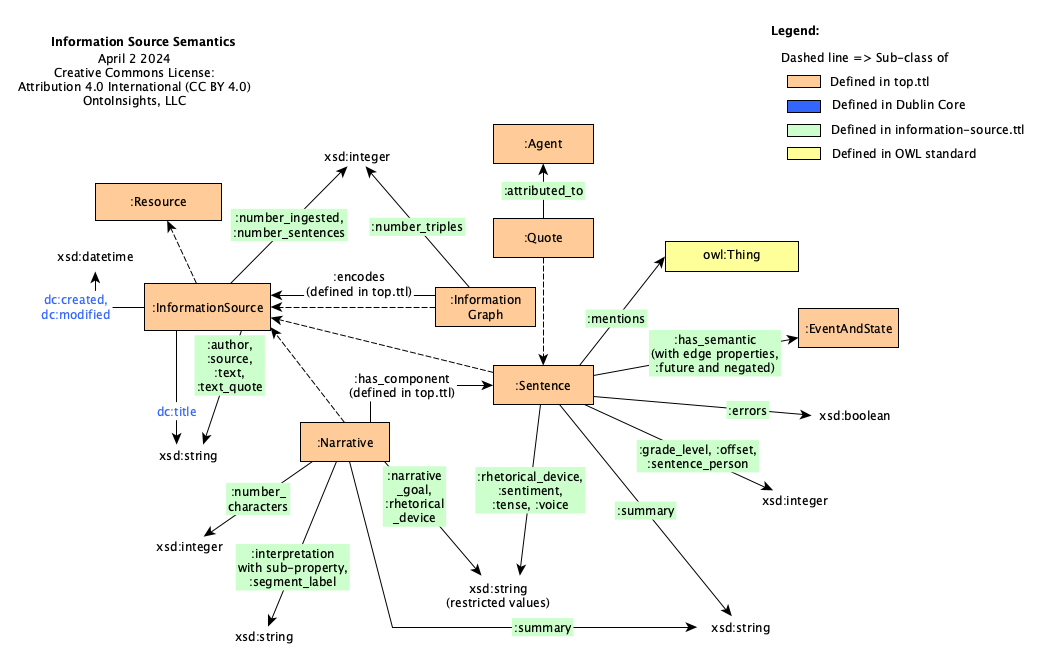 Information Source Semantics
April 2 2024
Creative Commons License:
Attribution 4.0 International (CC BY 4.0)
OntoInsights, LLC
Legend:
Dashed line => Sub-class of
Defined in top.ttl
Defined in Dublin Core
Defined in information-source.ttl
Defined in OWL standard
:Agent
xsd:integer
:attributed_to
:Resource
:number_ingested,
:number_sentences
:number_triples
:Quote
xsd:datetime
owl:Thing
:encodes
(defined in top.ttl)
dc:created,
dc:modified
:InformationSource
:Information
Graph
:mentions
:EventAndState
:has_semantic
(with edge properties,
:future and negated)
:author,
:source,
:text,
:text_quote
:has_component
(defined in top.ttl)
:Sentence
dc:title
:errors
xsd:boolean
:Narrative
xsd:string
:grade_level, :offset,
:sentence_person
:narrative
_goal,
:rhetorical
_device
:rhetorical_device,
:sentiment,
:tense, :voice
:number_
characters
xsd:integer
:summary
xsd:integer
:interpretation
with sub-property,
:segment_label
xsd:string
(restricted values)
:summary
xsd:string
xsd:string